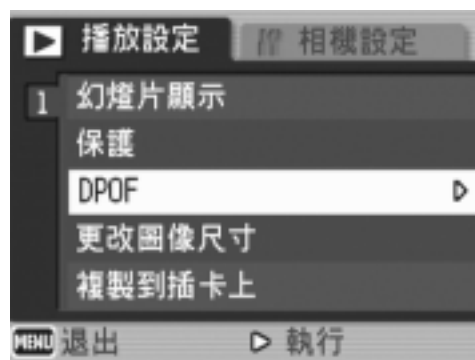 播放設定 相機設定
1 幻燈片顯示
保護
DPOF
更改圖像尺寸
複製到插卡上
MENU 退出 執行